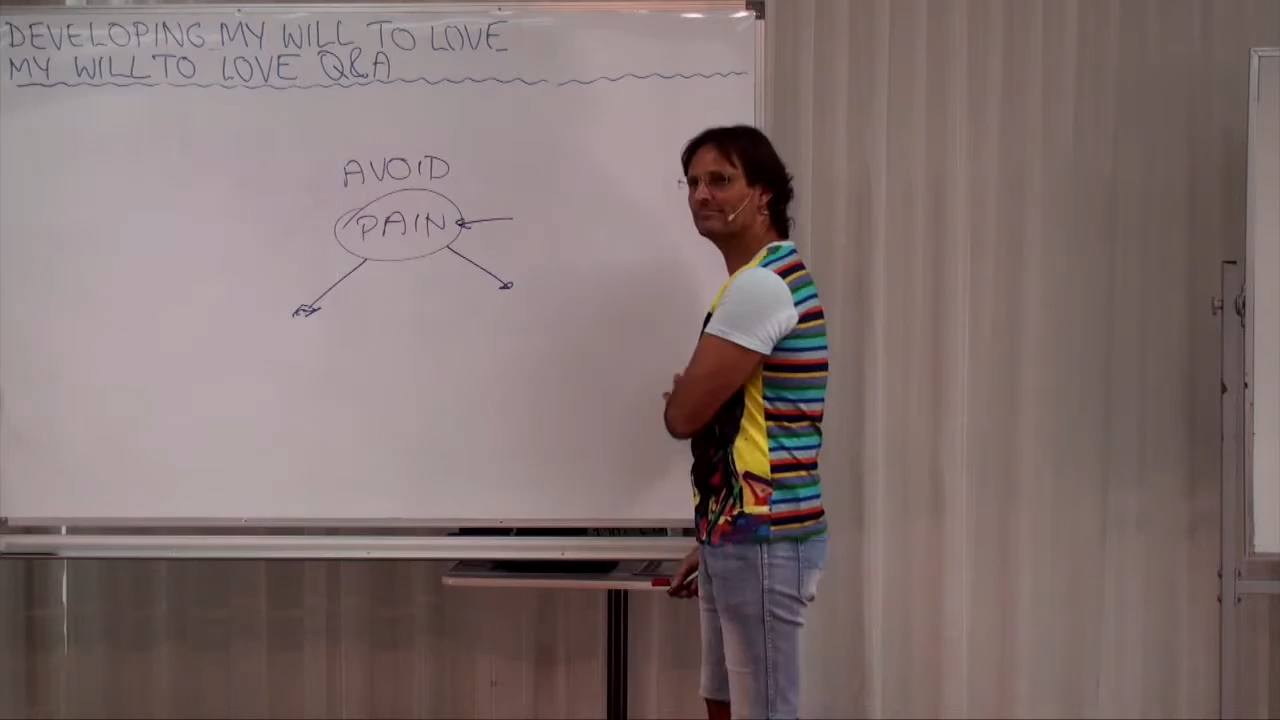 DEVELOPING MY WILL TO LOVE
MY WILL TO LOVE Q&A
AVOID
PAIN